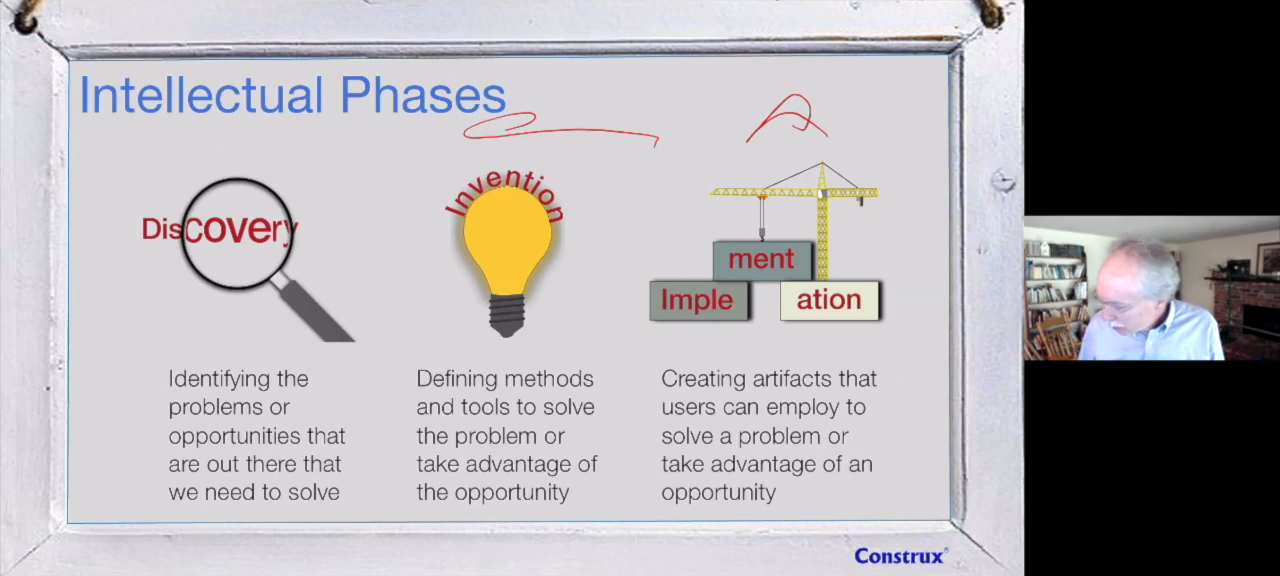 Intellectual Phases
Discovery
Invention
Imple
ment
ation
Identifying the
problems or
opportunities that
are out there that
we need to solve
Defining methods
and tools to solve
the problem or
take advantage of
the opportunity
Creating artifacts that
users can employ to
solve a problem or
take advantage of an
opportunity
Construx®